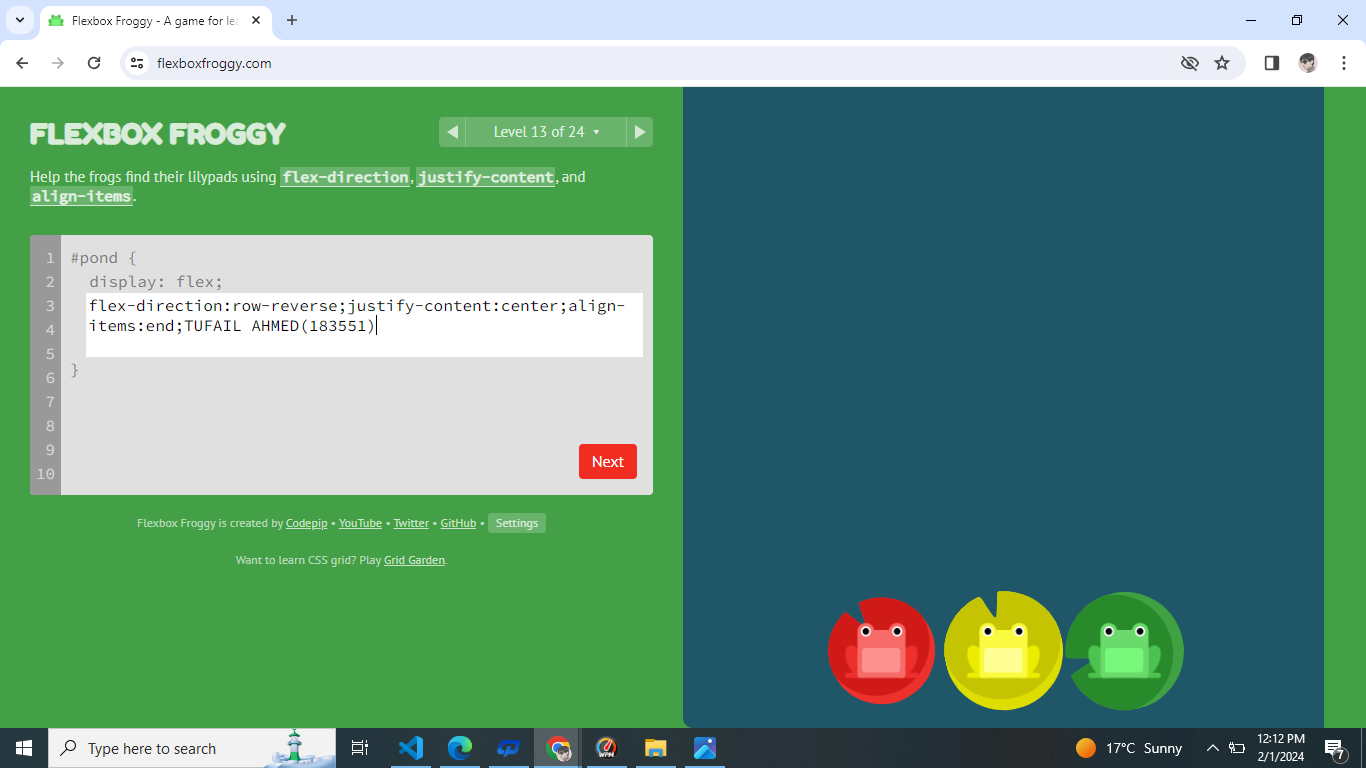 Flexbox Froggy - A game for lea
flexboxfroggy.com
FLEXBOX FROGGY
Level 13 of 24
Help the frogs find their lilypads using flex-direction, justify-content, and
align-items.
1 #pond {
2 display: flex;
3 flex-direction:row-reverse;justify-content:center;align-
4 items:end;TUFAIL AHMED(183551)
5
6 }
7
8
9
10
Next
Flexbox Froggy is created by Codepip • YouTube • Twitter • GitHub • Settings
Want to learn CSS grid? Play Grid Garden.
Type here to search
WPM
17°C Sunny
12:12 PM
2/1/2024
7